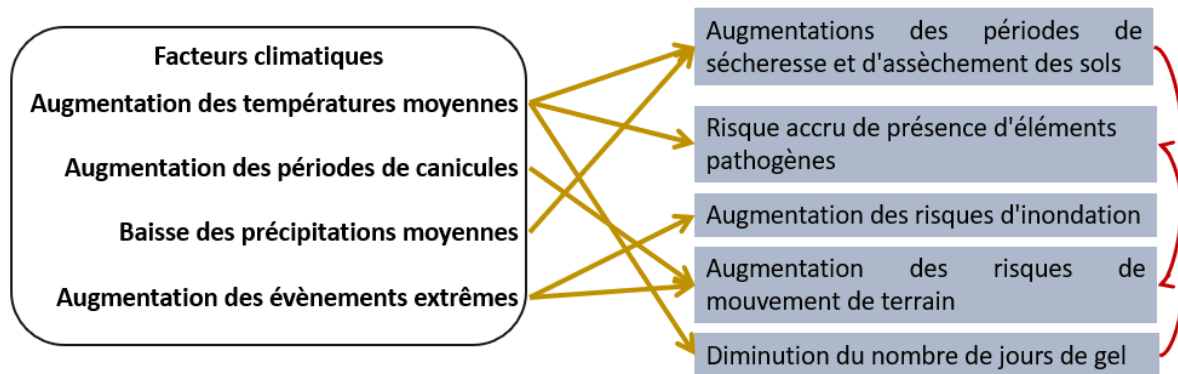 Facteurs climatiques
Augmentation des températures moyennes
Augmentation des périodes de canicules
Baisse des précipitations moyennes
Augmentation des évènements extrêmes
Augmentations des périodes de
sécheresse et d'assèchement des sols
Risque accru de présence d'éléments
pathogènes
Augmentation des risques d'inondation
Augmentation des risques de
mouvement de terrain
Diminution du nombre de jours de gel